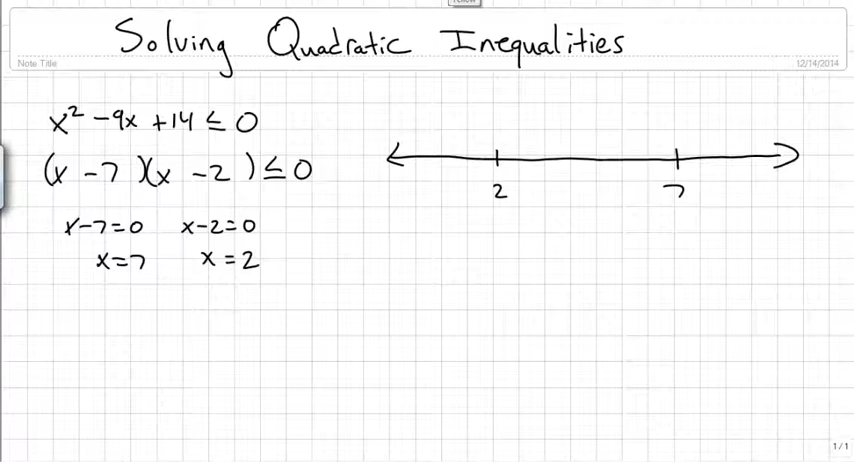 Solving Quadratic Inequalities
Note Title
12/14/2014
x² - 9x + 14 ≤ 0
(x - 7)(x - 2) ≤ 0
x - 7 = 0 x - 2 = 0
x = 7 x = 2
2 7
1/1